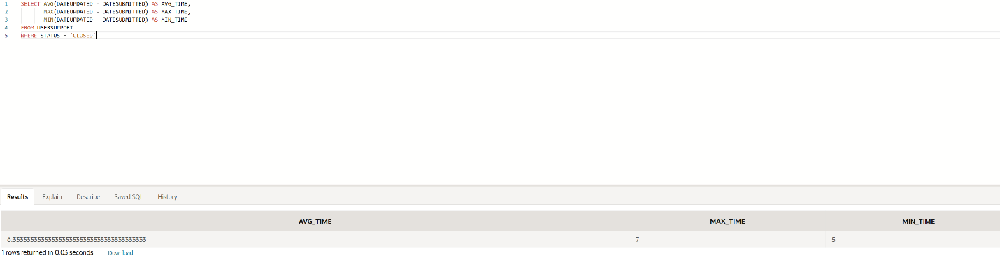 1 SELECT AVG(DATEUPDATED - DATESUBMITTED) AS AVG_TIME,
2 MAX(DATEUPDATED - DATESUBMITTED) AS MAX_TIME,
3 MIN(DATEUPDATED - DATESUBMITTED) AS MIN_TIME
4 FROM USERSUPPORT
5 WHERE STATUS = 'CLOSED'
Results Explain Describe Saved SQL History
AVG_TIME MAX_TIME MIN_TIME
6.33333333333333333333333333333333333333 7 5
1 rows returned in 0.03 seconds Download